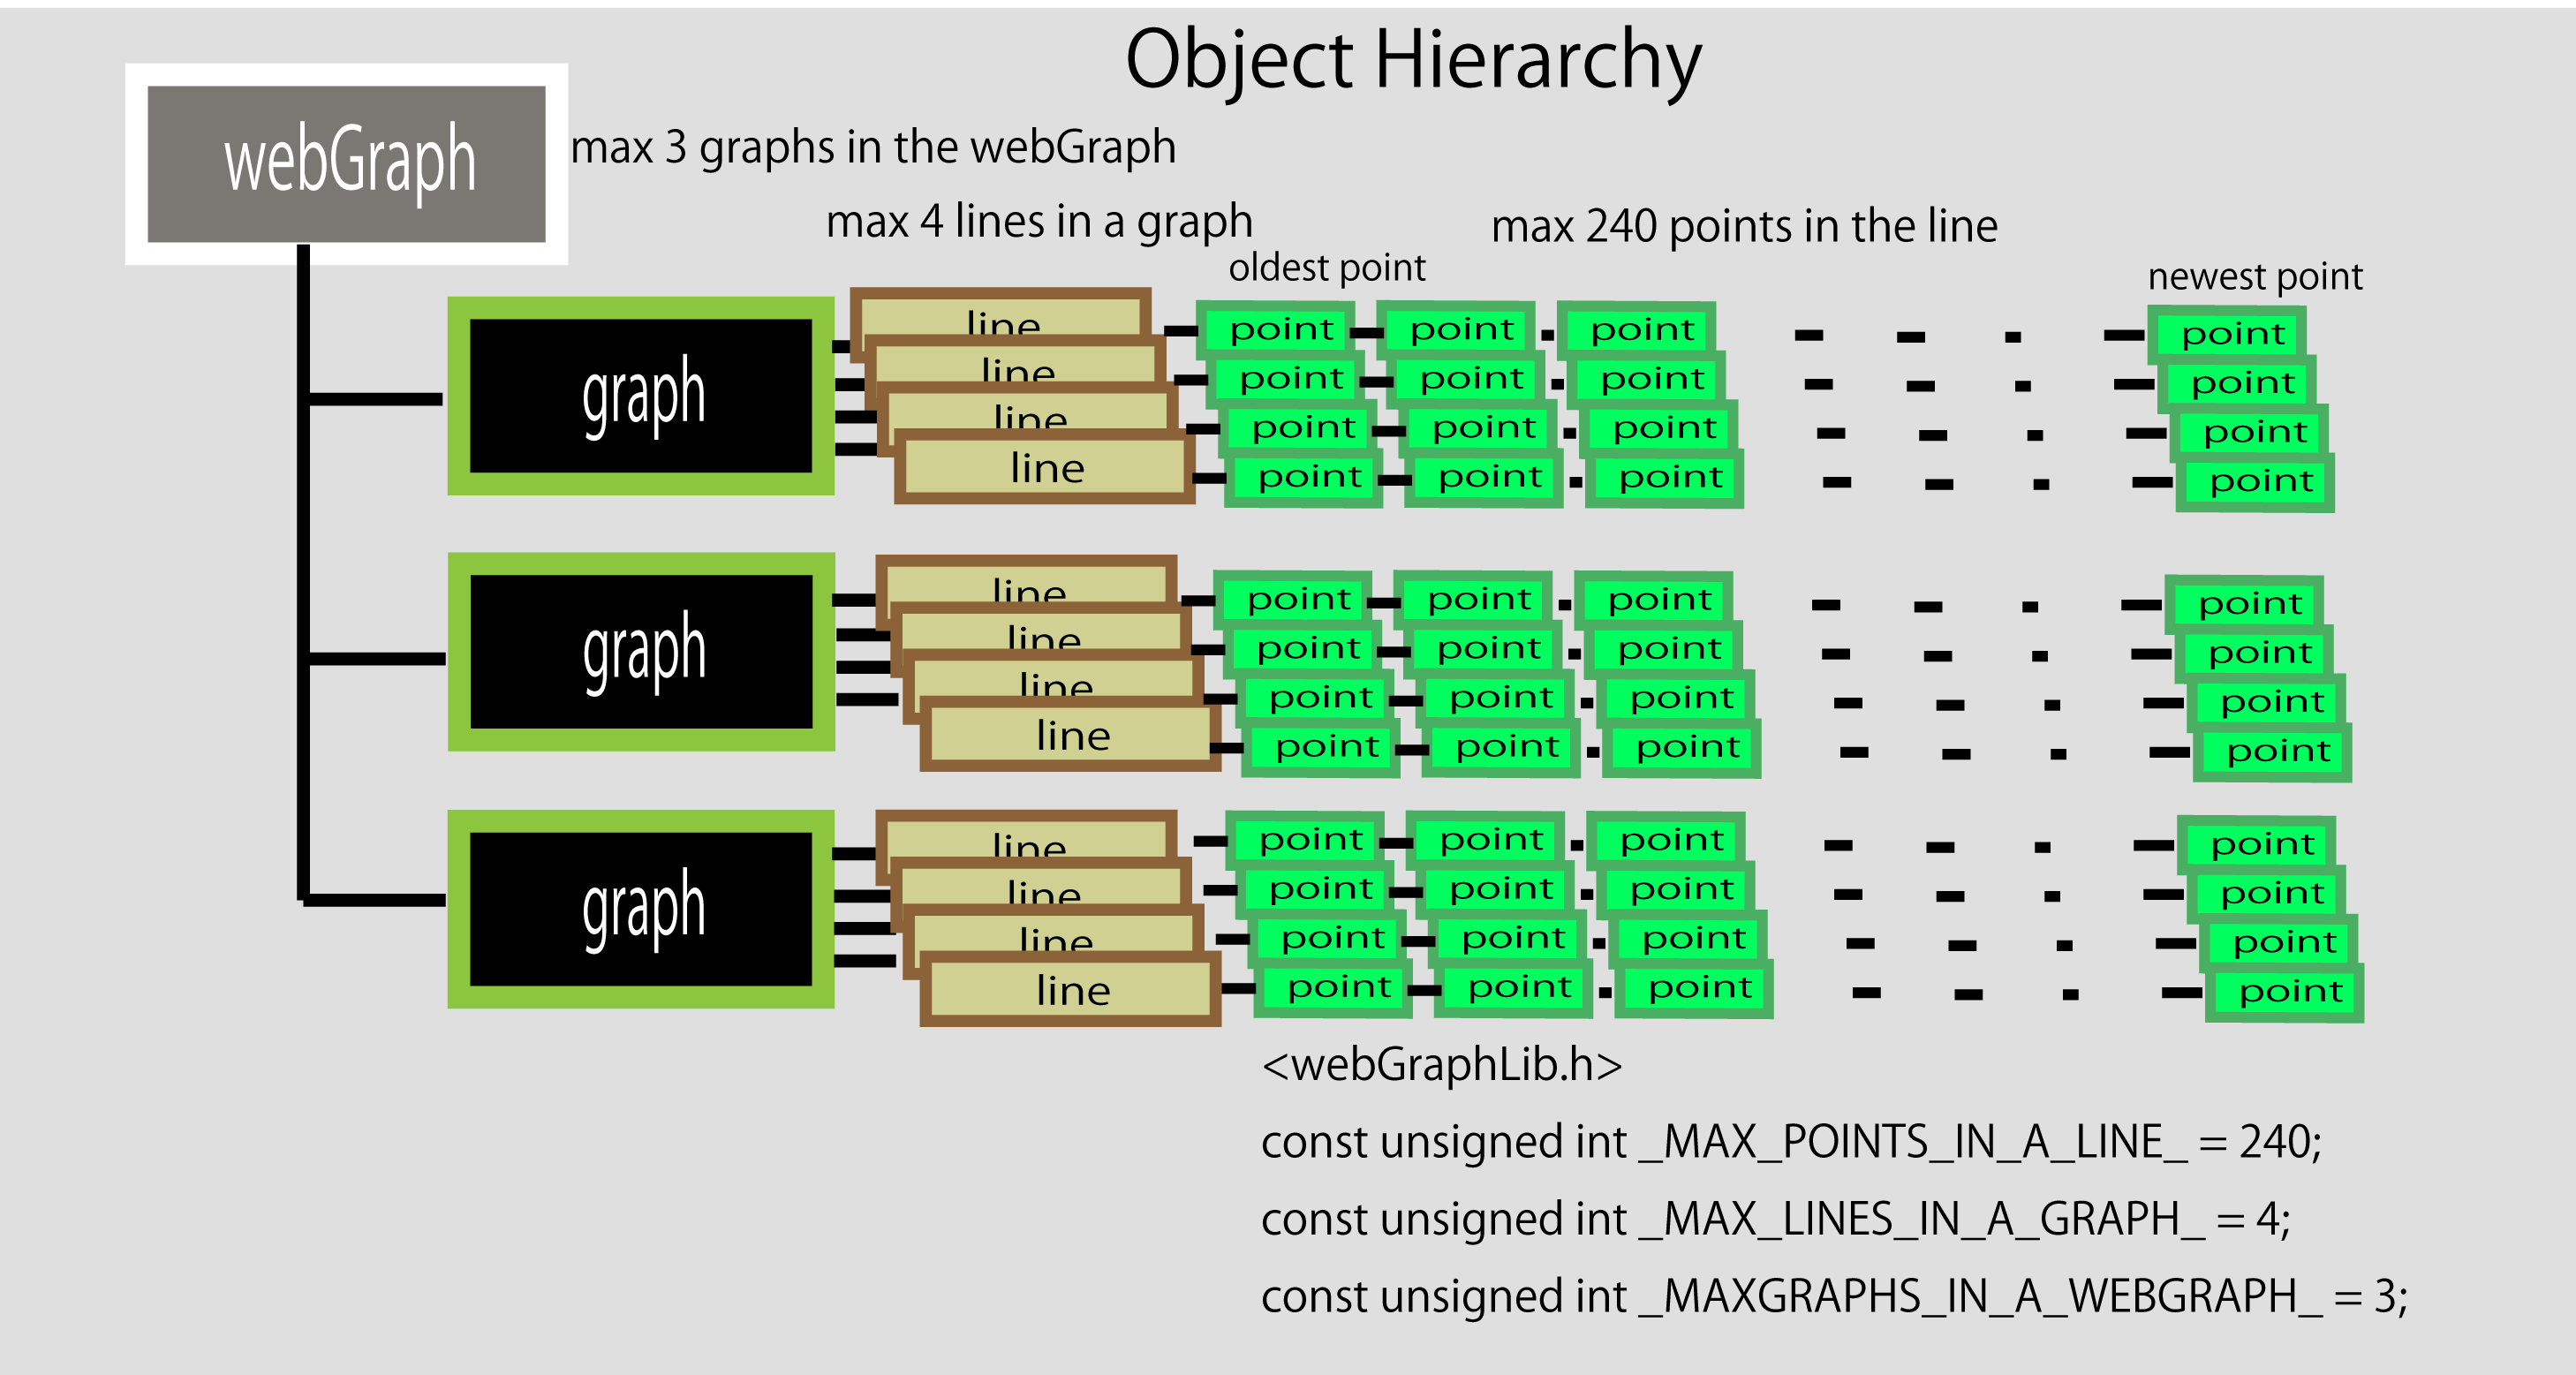 Object Hierarchy
webGraph
max 3 graphs in the webGraph
max 4 lines in a graph
max 240 points in the line
oldest point
newest point
graph
line
line
line
line
point point point point
point point point point
point point point point
point point point point
graph
line
line
line
line
point point point point
point point point point
point point point point
point point point point
graph
line
line
line
line
point point point point
point point point point
point point point point
point point point point
<webGraphLib.h>
const unsigned int _MAX_POINTS_IN_A_LINE_ = 240;
const unsigned int _MAX_LINES_IN_A_GRAPH_ = 4;
const unsigned int _MAXGRAPHS_IN_A_WEBGRAPH_ = 3;